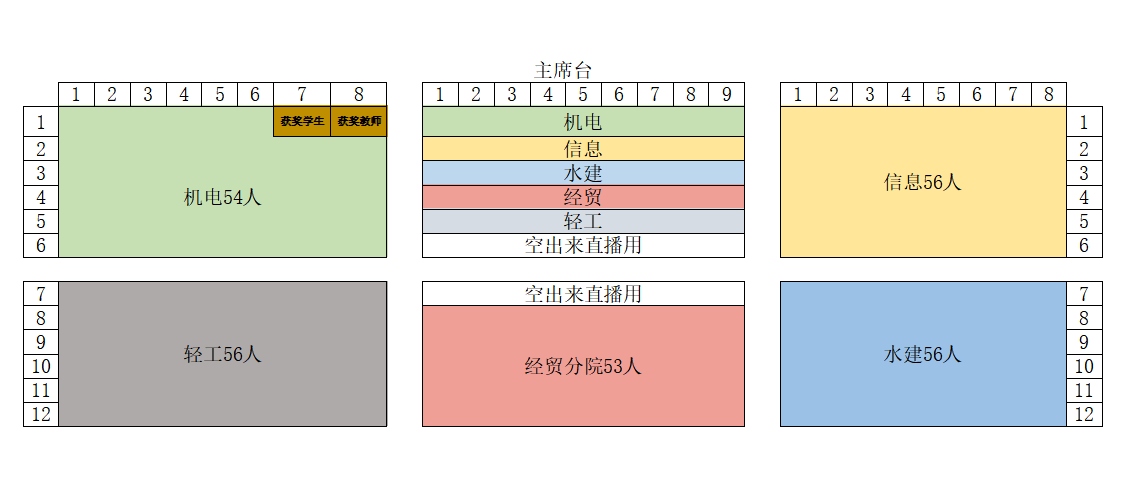 主席台
1 2 3 4 5 6 7 8
1 2 3 4 5 6 7 8 9
1 2 3 4 5 6 7 8
1 获奖学生 获奖教师 机电 1
2 信息 2
3 水建 3
机电54人 信息56人
4 经贸 4
5 轻工 5
6 空出来直播用 6
7 空出来直播用 7
8 8
9 9
轻工56人 水建56人
10 经贸分院53人 10
11 11
12 12